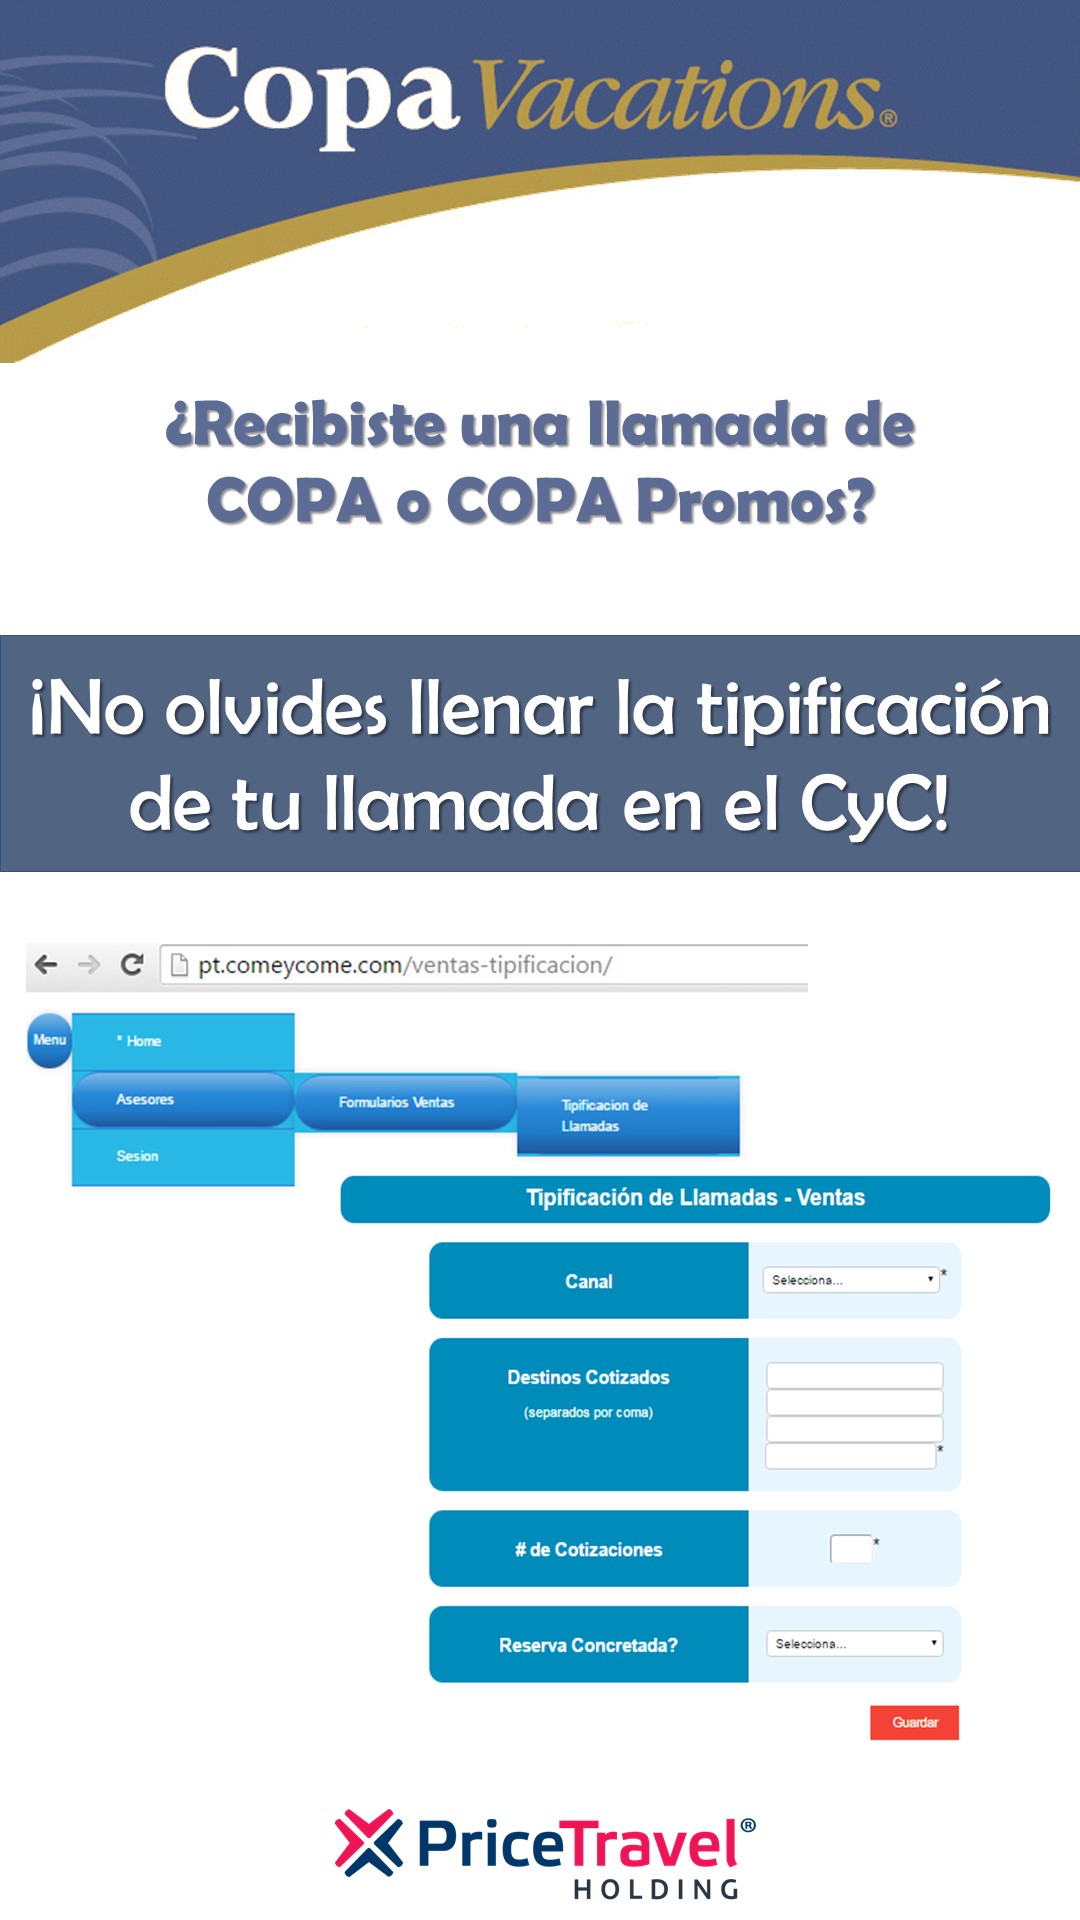 Copa Vacations®
¿Recibiste una llamada de
COPA o COPA Promos?
¡No olvides llenar la tipificación
de tu llamada en el CyC!
pt.comeycome.com/ventas-tipificacion/
Menu
* Home
Asesores
Formularios Ventas
Tipificacion de
Llamadas
Sesion
Tipificación de Llamadas - Ventas
Canal
Selecciona... *
Destinos Cotizados
(separados por coma)
*
# de Cotizaciones
*
Reserva Concretada?
Selecciona...
Guardar
PriceTravel®
HOLDING